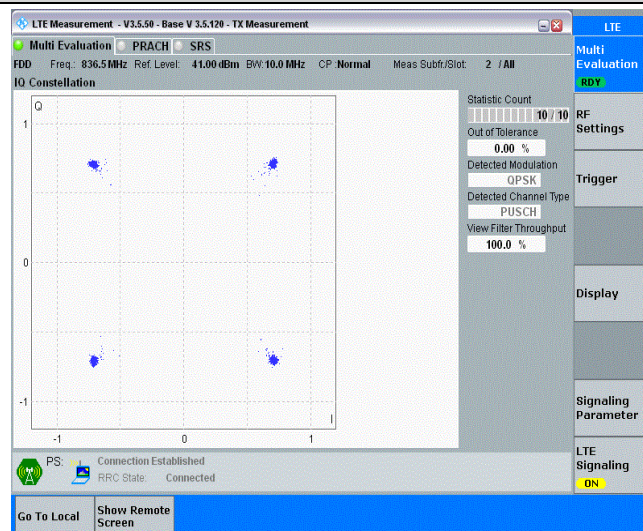 LTE Measurement - V3.5.50 - Base V 3.5.120 - TX Measurement
LTE
Multi Evaluation PRACH SRS
FDD Freq.: 836.5 MHz Ref. Level: 41.00 dBm BW: 10.0 MHz CP : Normal Meas Subfr./Slot: 2 / All
IQ Constellation
Q
1
0
-1
-1 0 1
I
Statistic Count
10 / 10
Out of Tolerance
0.00 %
Detected Modulation
QPSK
Detected Channel Type
PUSCH
View Filter Throughput
100.0 %
Multi
Evaluation
RDY
RF
Settings
Trigger
Display
Signaling
Parameter
LTE
Signaling
ON
PS: Connection Established
RRC State: Connected
Go To Local
Show Remote
Screen